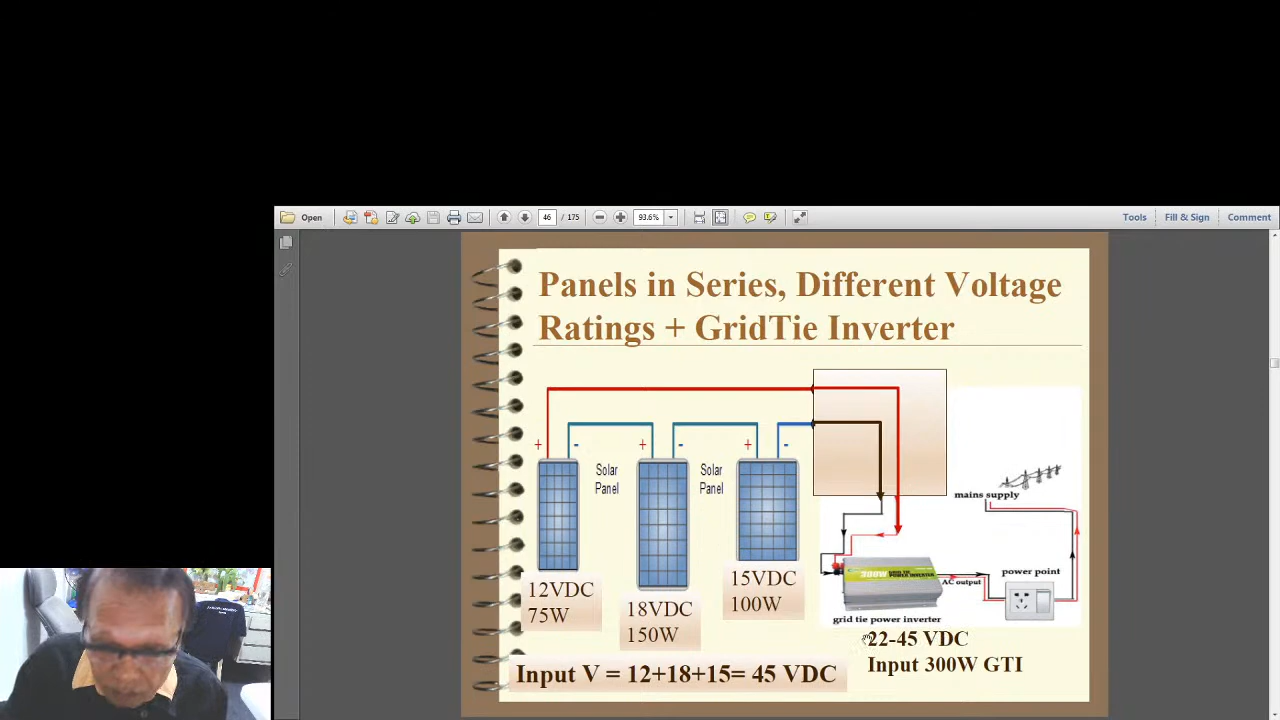 Open
46 / 175
93.6%
Tools
Fill & Sign
Comment
Panels in Series, Different Voltage
Ratings + GridTie Inverter
+ - + - + -
Solar
Panel
Solar
Panel
12VDC
75W
18VDC
150W
15VDC
100W
mains supply
power point
AC output
grid tie power inverter
22-45 VDC
Input 300W GTI
Input V = 12+18+15= 45 VDC